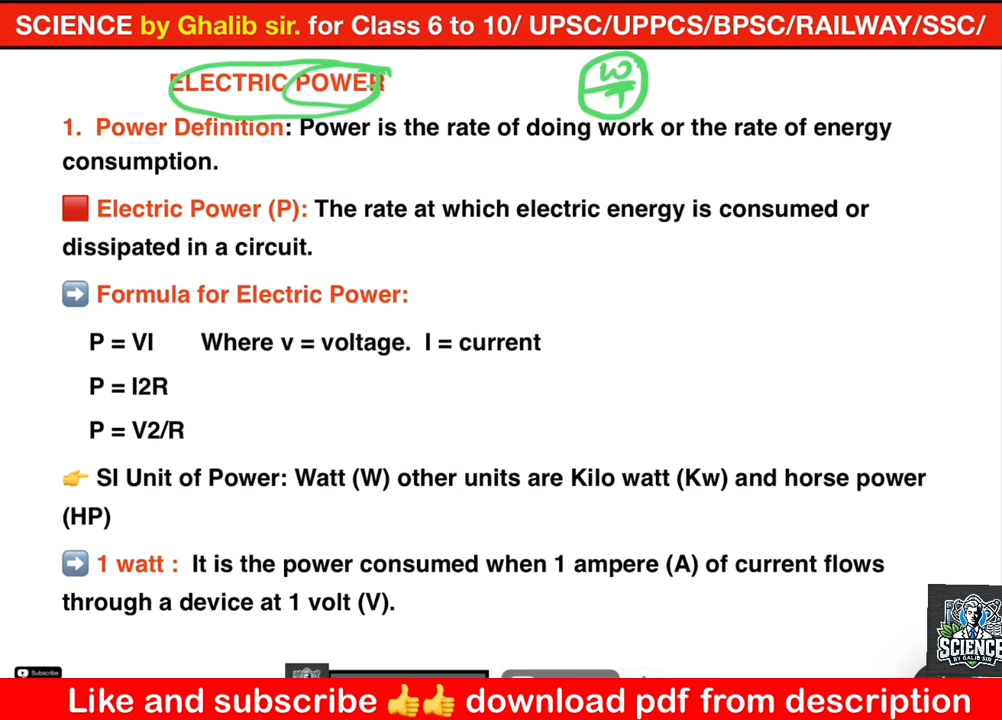 SCIENCE by Ghalib sir. for Class 6 to 10/ UPSC/UPPCS/BPSC/RAILWAY/SSC/
ELECTRIC POWER
W/T
1. Power Definition: Power is the rate of doing work or the rate of energy
consumption.
🟥 Electric Power (P): The rate at which electric energy is consumed or
dissipated in a circuit.
➡️ Formula for Electric Power:
P = VI Where v = voltage. I = current
P = I2R
P = V2/R
👉 SI Unit of Power: Watt (W) other units are Kilo watt (Kw) and horse power
(HP)
➡️ 1 watt : It is the power consumed when 1 ampere (A) of current flows
through a device at 1 volt (V).
SCIENCE
BY GALIB SIR
Subscribe
Like and subscribe 👍👍 download pdf from description